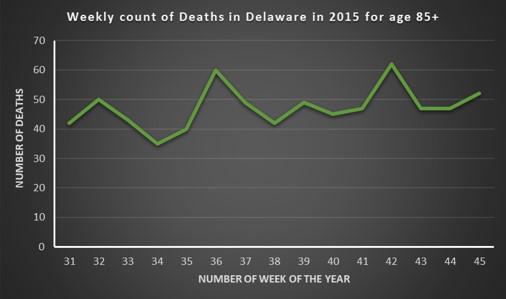 Weekly count of Deaths in Delaware in 2015 for age 85+
70
60
50
40
30
20
10
0
NUMBER OF DEATHS
31 32 33 34 35 36 37 38 39 40 41 42 43 44 45
NUMBER OF WEEK OF THE YEAR